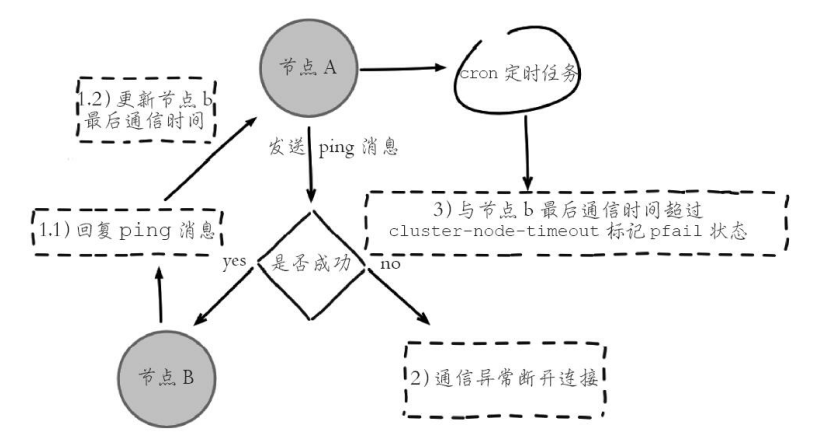 节点 A
cron 定时任务
1.2) 更新节点 b
最后通信时间
发送 ping 消息
3) 与节点 b 最后通信时间超过
cluster-node-timeout 标记 pfail 状态
1.1) 回复 ping 消息
yes
是否成功
no
节点 B
2) 通信异常断开连接